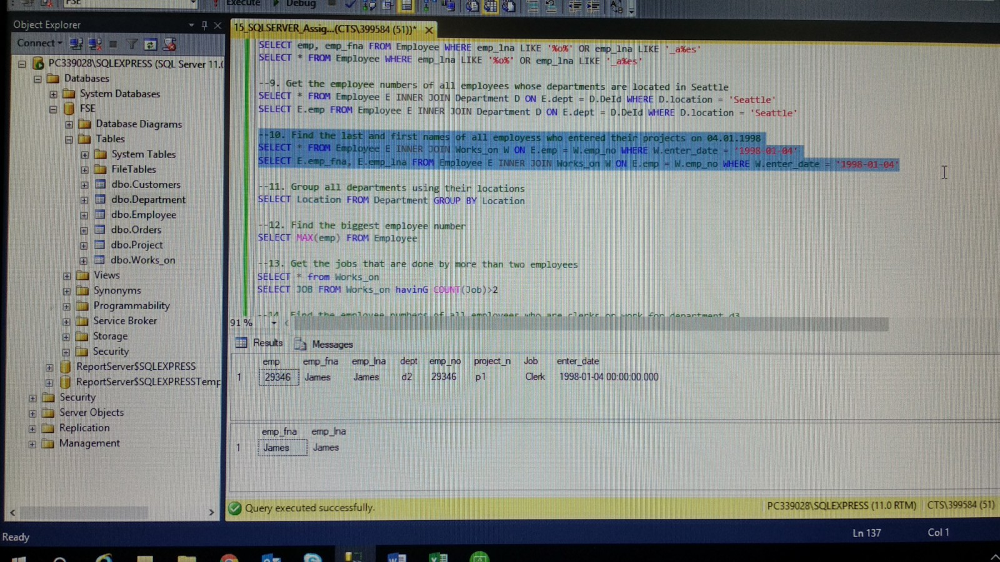 FSE
Execute
Debug
Object Explorer
Connect
PC339028\SQLEXPRESS (SQL Server 11.(
Databases
System Databases
FSE
Database Diagrams
Tables
System Tables
FileTables
dbo.Customers
dbo.Department
dbo.Employee
dbo.Orders
dbo.Project
dbo.Works_on
Views
Synonyms
Programmability
Service Broker
Storage
Security
ReportServer$SQLEXPRESS
ReportServer$SQLEXPRESSTemp
Security
Server Objects
Replication
Management
15_SQLSERVER_Assig...(CTS\399584 (51))*
SELECT emp, emp_fna FROM Employee WHERE emp_lna LIKE '%o%' OR emp_lna LIKE '_a%es'
SELECT * FROM Employee WHERE emp_lna LIKE '%o%' OR emp_lna LIKE '_a%es'
--9. Get the employee numbers of all employees whose departments are located in Seattle
SELECT * FROM Employee E INNER JOIN Department D ON E.dept = D.DeId WHERE D.location = 'Seattle'
SELECT E.emp FROM Employee E INNER JOIN Department D ON E.dept = D.DeId WHERE D.location = 'Seattle'
--10. Find the last and first names of all employess who entered their projects on 04.01.1998
SELECT * FROM Employee E INNER JOIN Works_on W ON E.emp = W.emp_no WHERE W.enter_date = '1998-01-04'
SELECT E.emp_fna, E.emp_lna FROM Employee E INNER JOIN Works_on W ON E.emp = W.emp_no WHERE W.enter_date = '1998-01-04'
--11. Group all departments using their locations
SELECT Location FROM Department GROUP BY Location
--12. Find the biggest employee number
SELECT MAX(emp) FROM Employee
--13. Get the jobs that are done by more than two employees
SELECT * from Works_on
SELECT JOB FROM Works_on havinG COUNT(Job)>2
--14. Find the employee numbers of all employees who are clerks or work for department d3
91 %
Results Messages
emp emp_fna emp_lna dept emp_no project_n Job enter_date
1 29346 James James d2 29346 p1 Clerk 1998-01-04 00:00:00.000
emp_fna emp_lna
1 James James
Query executed successfully.
PC339028\SQLEXPRESS (11.0 RTM) CTS\399584 (51)
Ready
Ln 137 Col 1